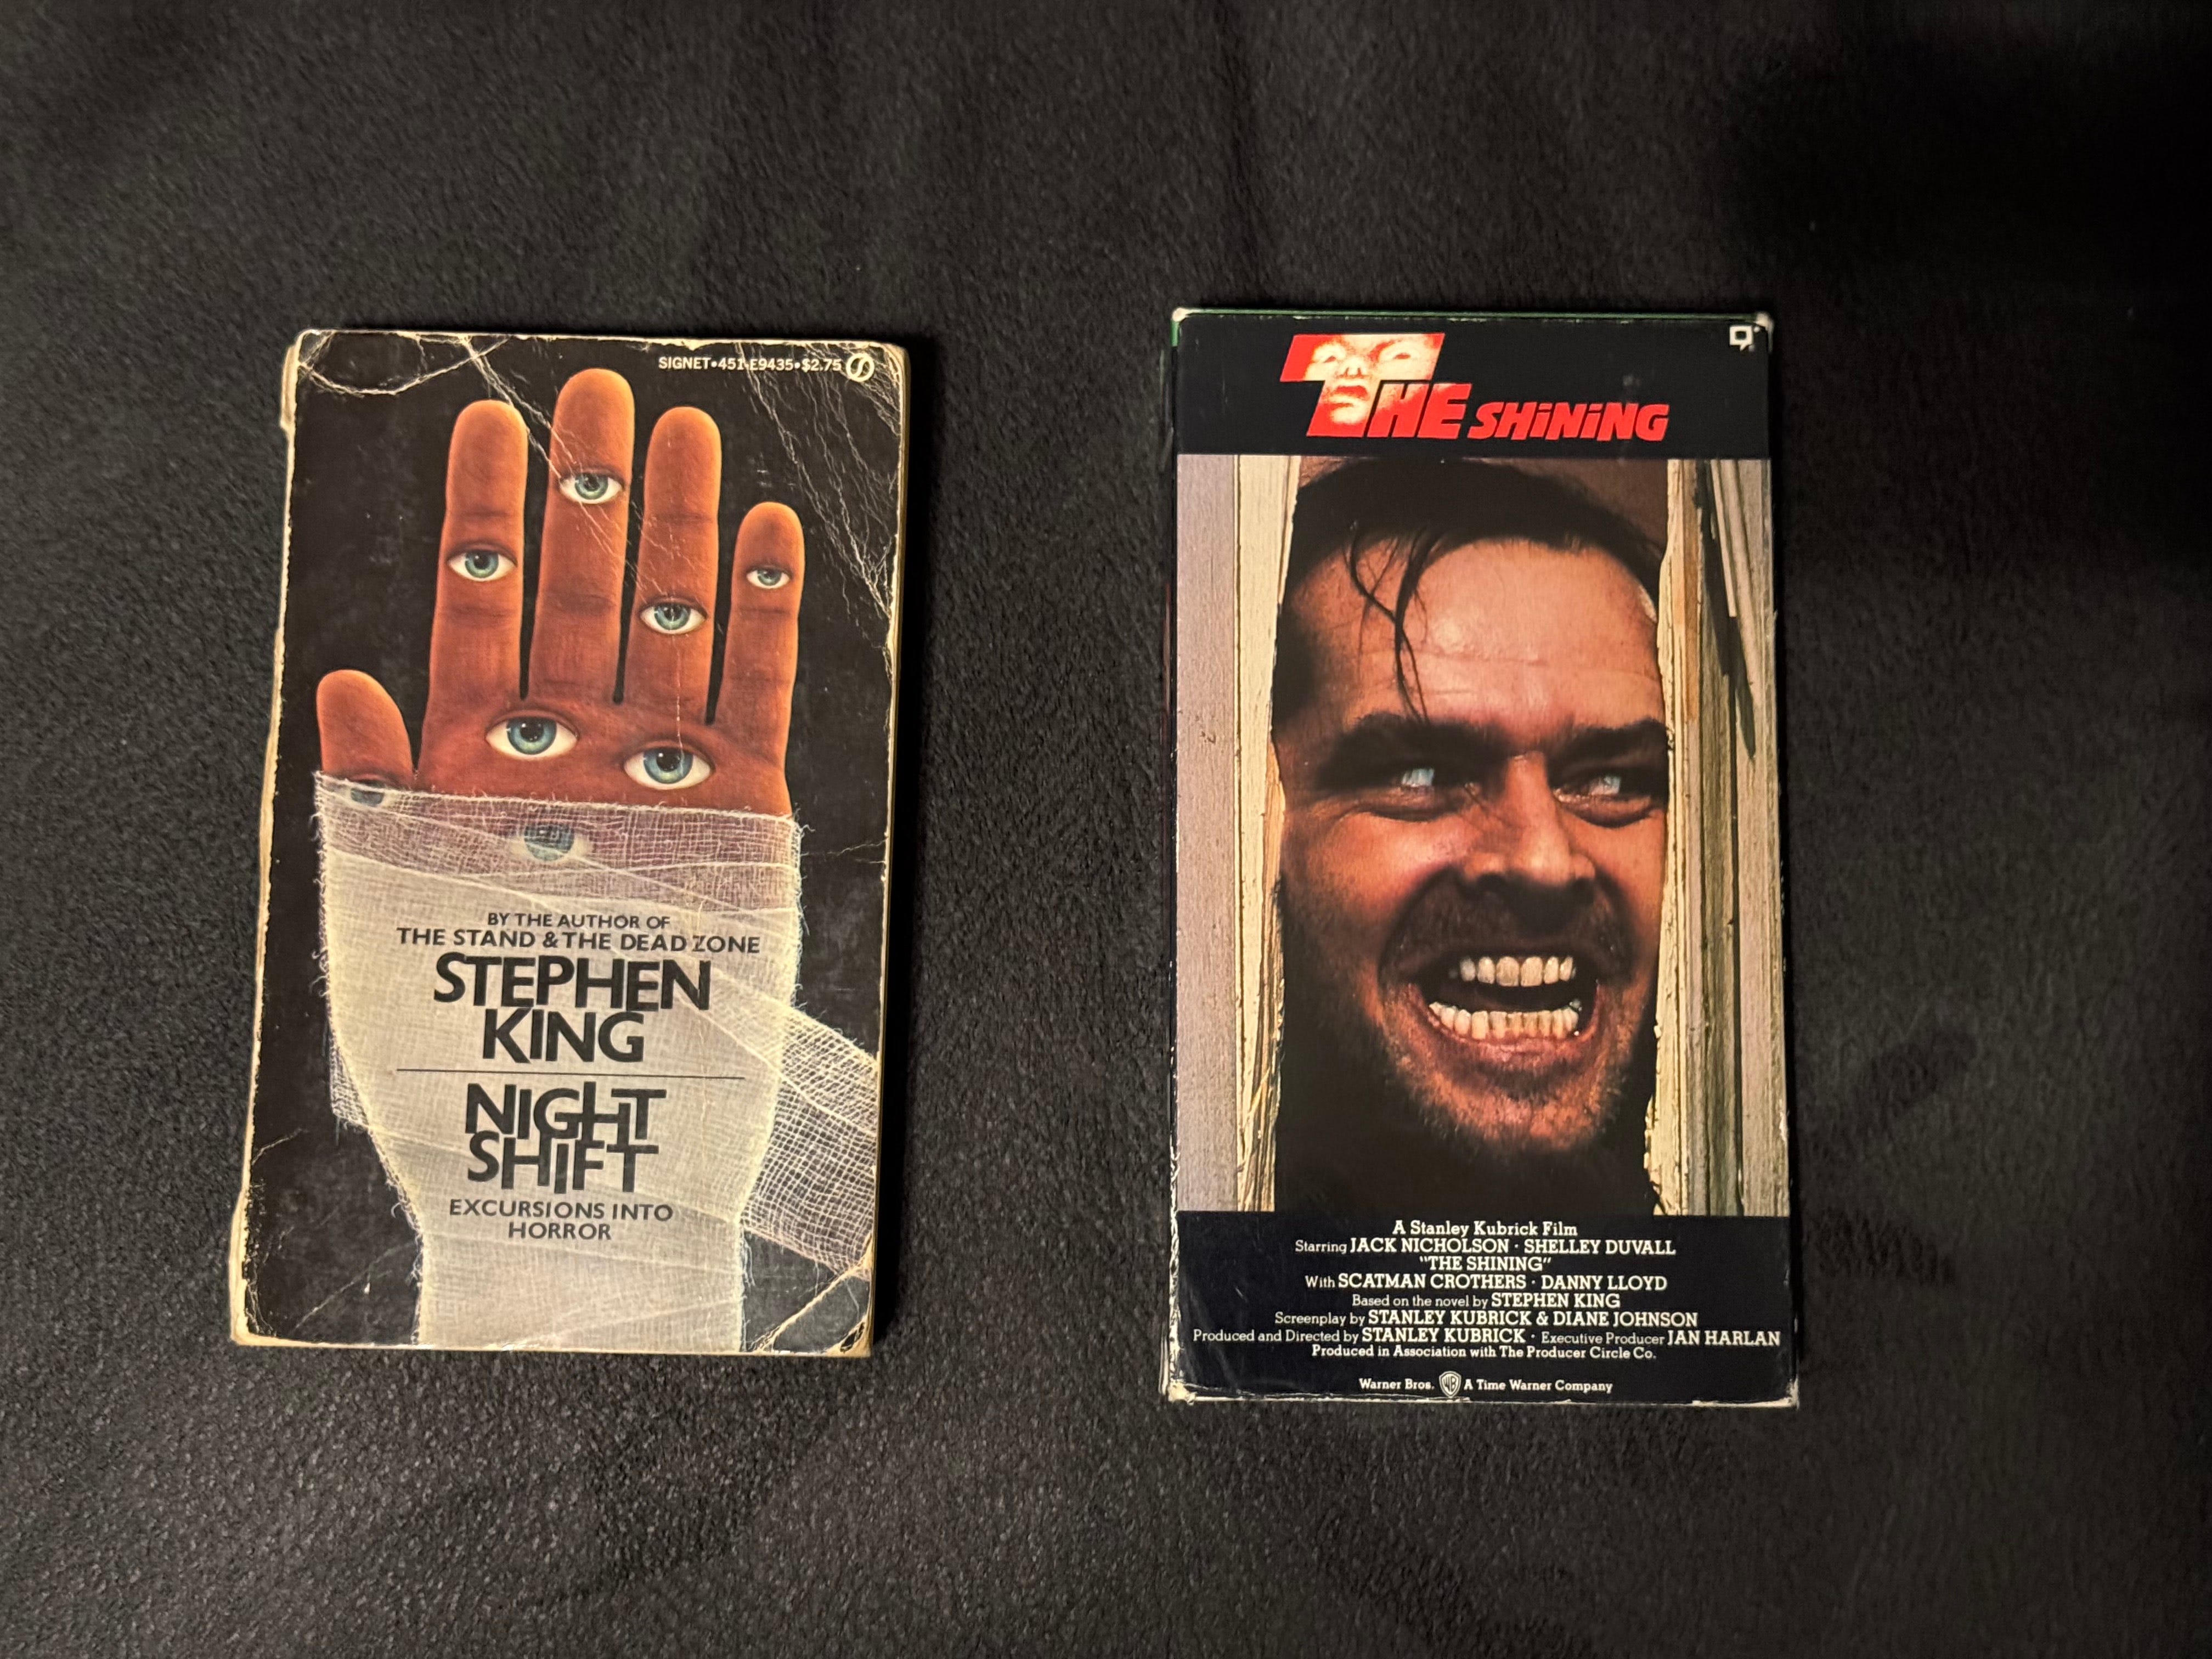 SIGNET•451-E9435•$2.75
BY THE AUTHOR OF
THE STAND & THE DEAD ZONE
STEPHEN
KING
NIGHT
SHIFT
EXCURSIONS INTO
HORROR
THE SHiNiNG
A Stanley Kubrick Film
Starring JACK NICHOLSON · SHELLEY DUVALL
"THE SHINING"
With SCATMAN CROTHERS · DANNY LLOYD
Based on the novel by STEPHEN KING
Screenplay by STANLEY KUBRICK & DIANE JOHNSON
Produced and Directed by STANLEY KUBRICK · Executive Producer JAN HARLAN
Produced in Association with The Producer Circle Co.
Warner Bros. WB A Time Warner Company